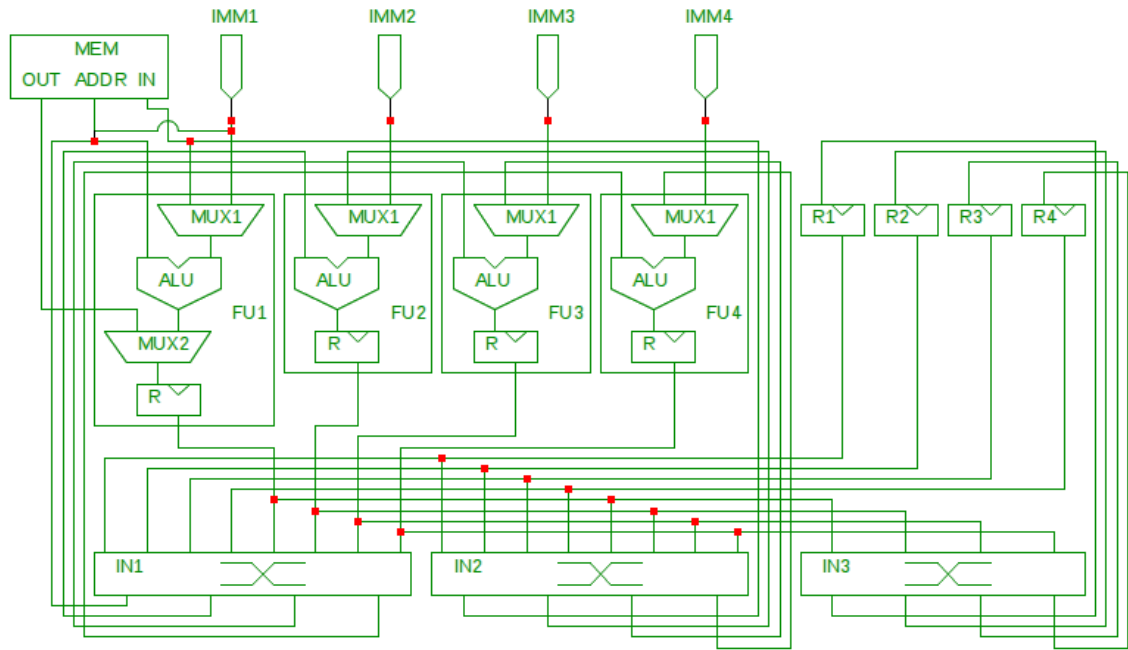 IMM1 IMM2 IMM3 IMM4
MEM
OUT ADDR IN
MUX1 MUX1 MUX1 MUX1 R1 R2 R3 R4
ALU ALU ALU ALU
FU1 FU2 FU3 FU4
MUX2 R R R
R
IN1 IN2 IN3